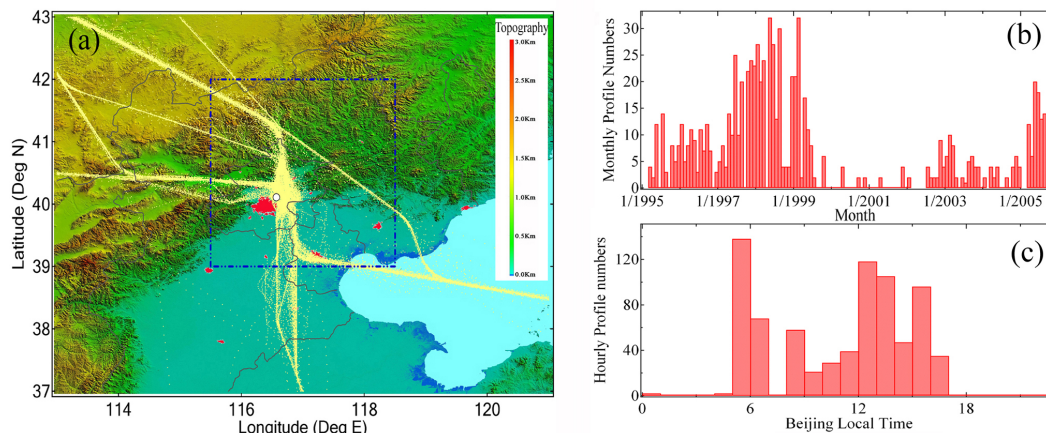 (a)
Topography
3.0Km
2.5Km
2.0Km
1.5Km
1.0Km
0.5Km
0.0Km
43
42
41
40
39
38
37
Latitude (Deg N)
114
116
118
120
Longitude (Deg E)
(b)
Monthly Profile Numbers
35
30
25
20
15
10
5
0
1/1995
1/1997
1/1999
1/2001
1/2003
1/2005
Month
(c)
Hourly Profile numbers
120
80
40
0
0
6
12
18
Beijing Local Time